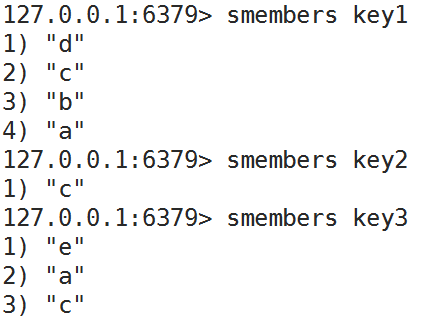 127.0.0.1:6379> smembers key1
1) "d"
2) "c"
3) "b"
4) "a"
127.0.0.1:6379> smembers key2
1) "c"
127.0.0.1:6379> smembers key3
1) "e"
2) "a"
3) "c"